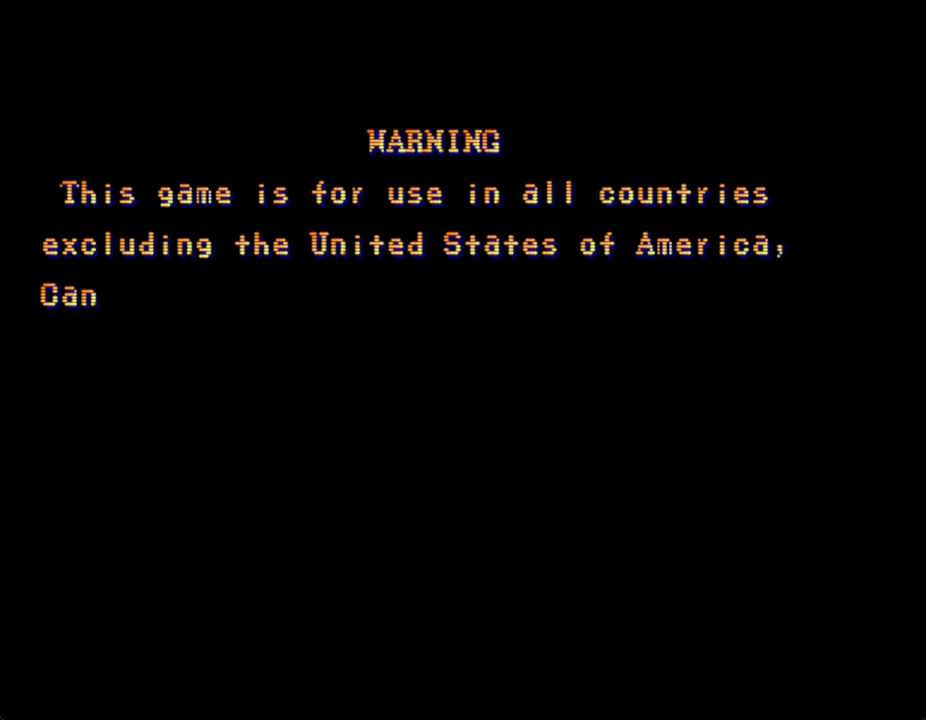 WARNING
This game is for use in all countries
excluding the United States of America,
Can